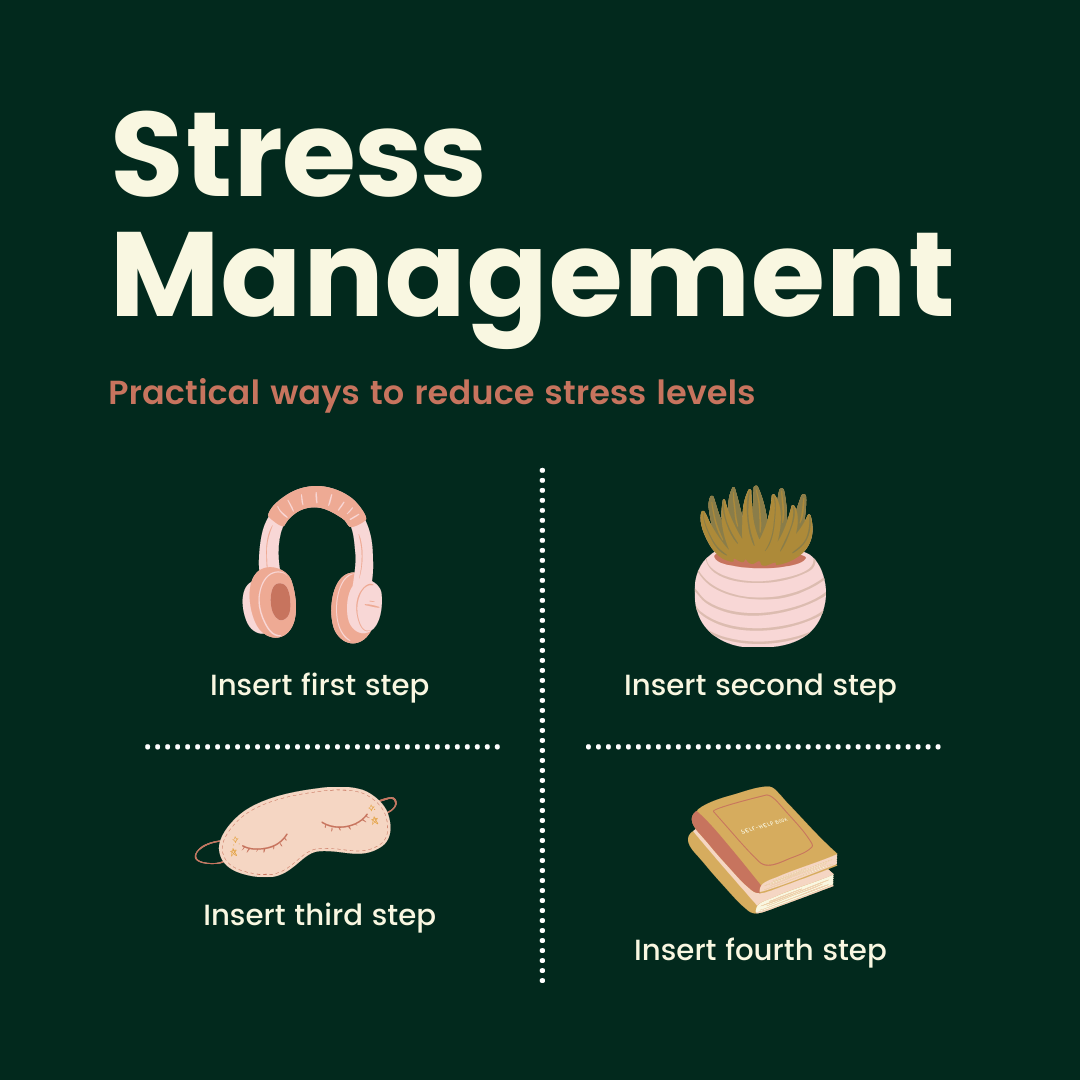 Stress
Management
Practical ways to reduce stress levels
Insert first step
Insert second step
Insert third step
SELF-HELP BOOK
Insert fourth step